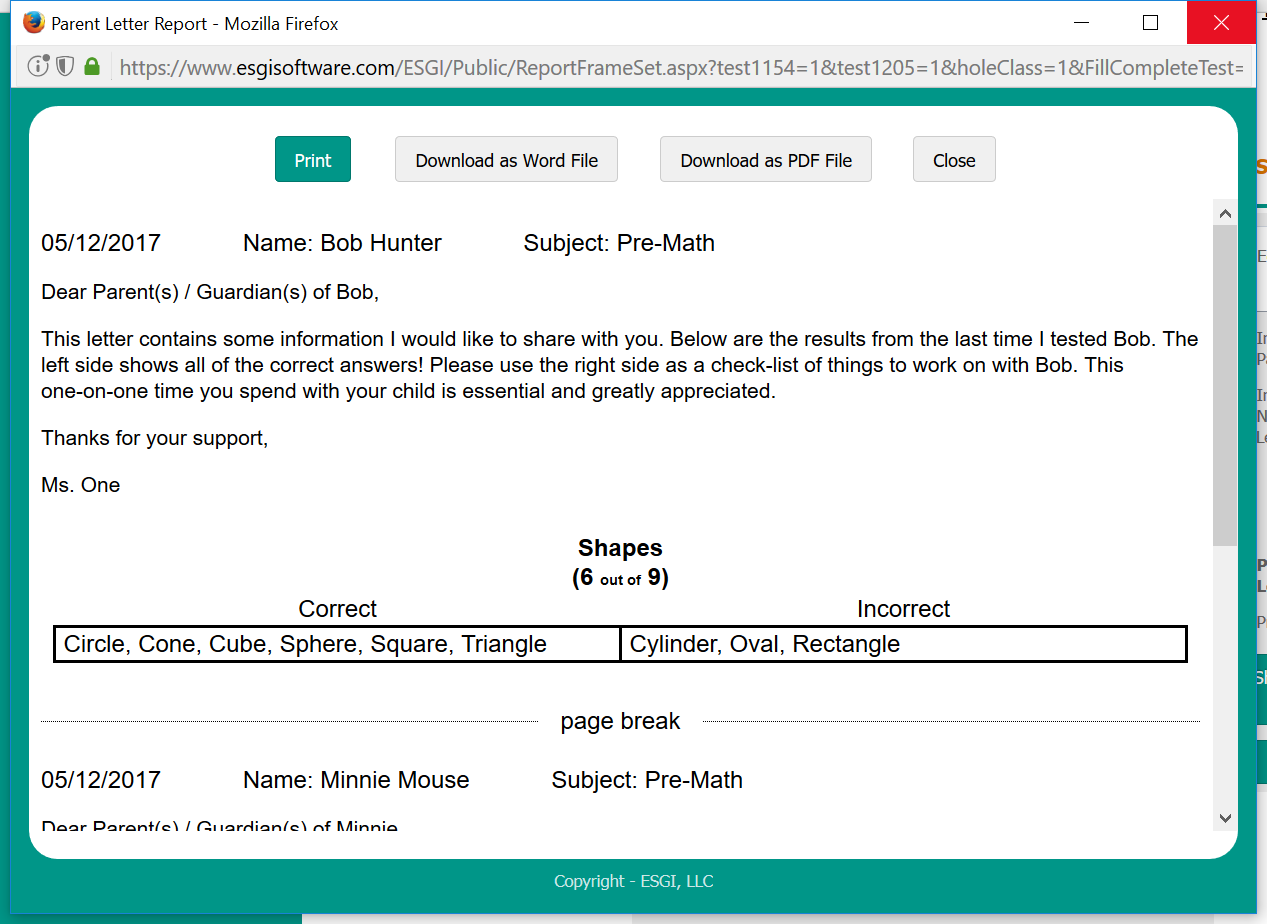 Parent Letter Report - Mozilla Firefox
https://www.esgisoftware.com/ESGI/Public/ReportFrameSet.aspx?test1154=1&test1205=1&holeClass=1&FillCompleteTest=
Print Download as Word File Download as PDF File Close
05/12/2017 Name: Bob Hunter Subject: Pre-Math
Dear Parent(s) / Guardian(s) of Bob,
This letter contains some information I would like to share with you. Below are the results from the last time I tested Bob. The
left side shows all of the correct answers! Please use the right side as a check-list of things to work on with Bob. This
one-on-one time you spend with your child is essential and greatly appreciated.
Thanks for your support,
Ms. One
Shapes
(6 out of 9)
Correct Incorrect
Circle, Cone, Cube, Sphere, Square, Triangle Cylinder, Oval, Rectangle
page break
05/12/2017 Name: Minnie Mouse Subject: Pre-Math
Dear Parent(s) / Guardian(s) of Minnie
Copyright - ESGI, LLC